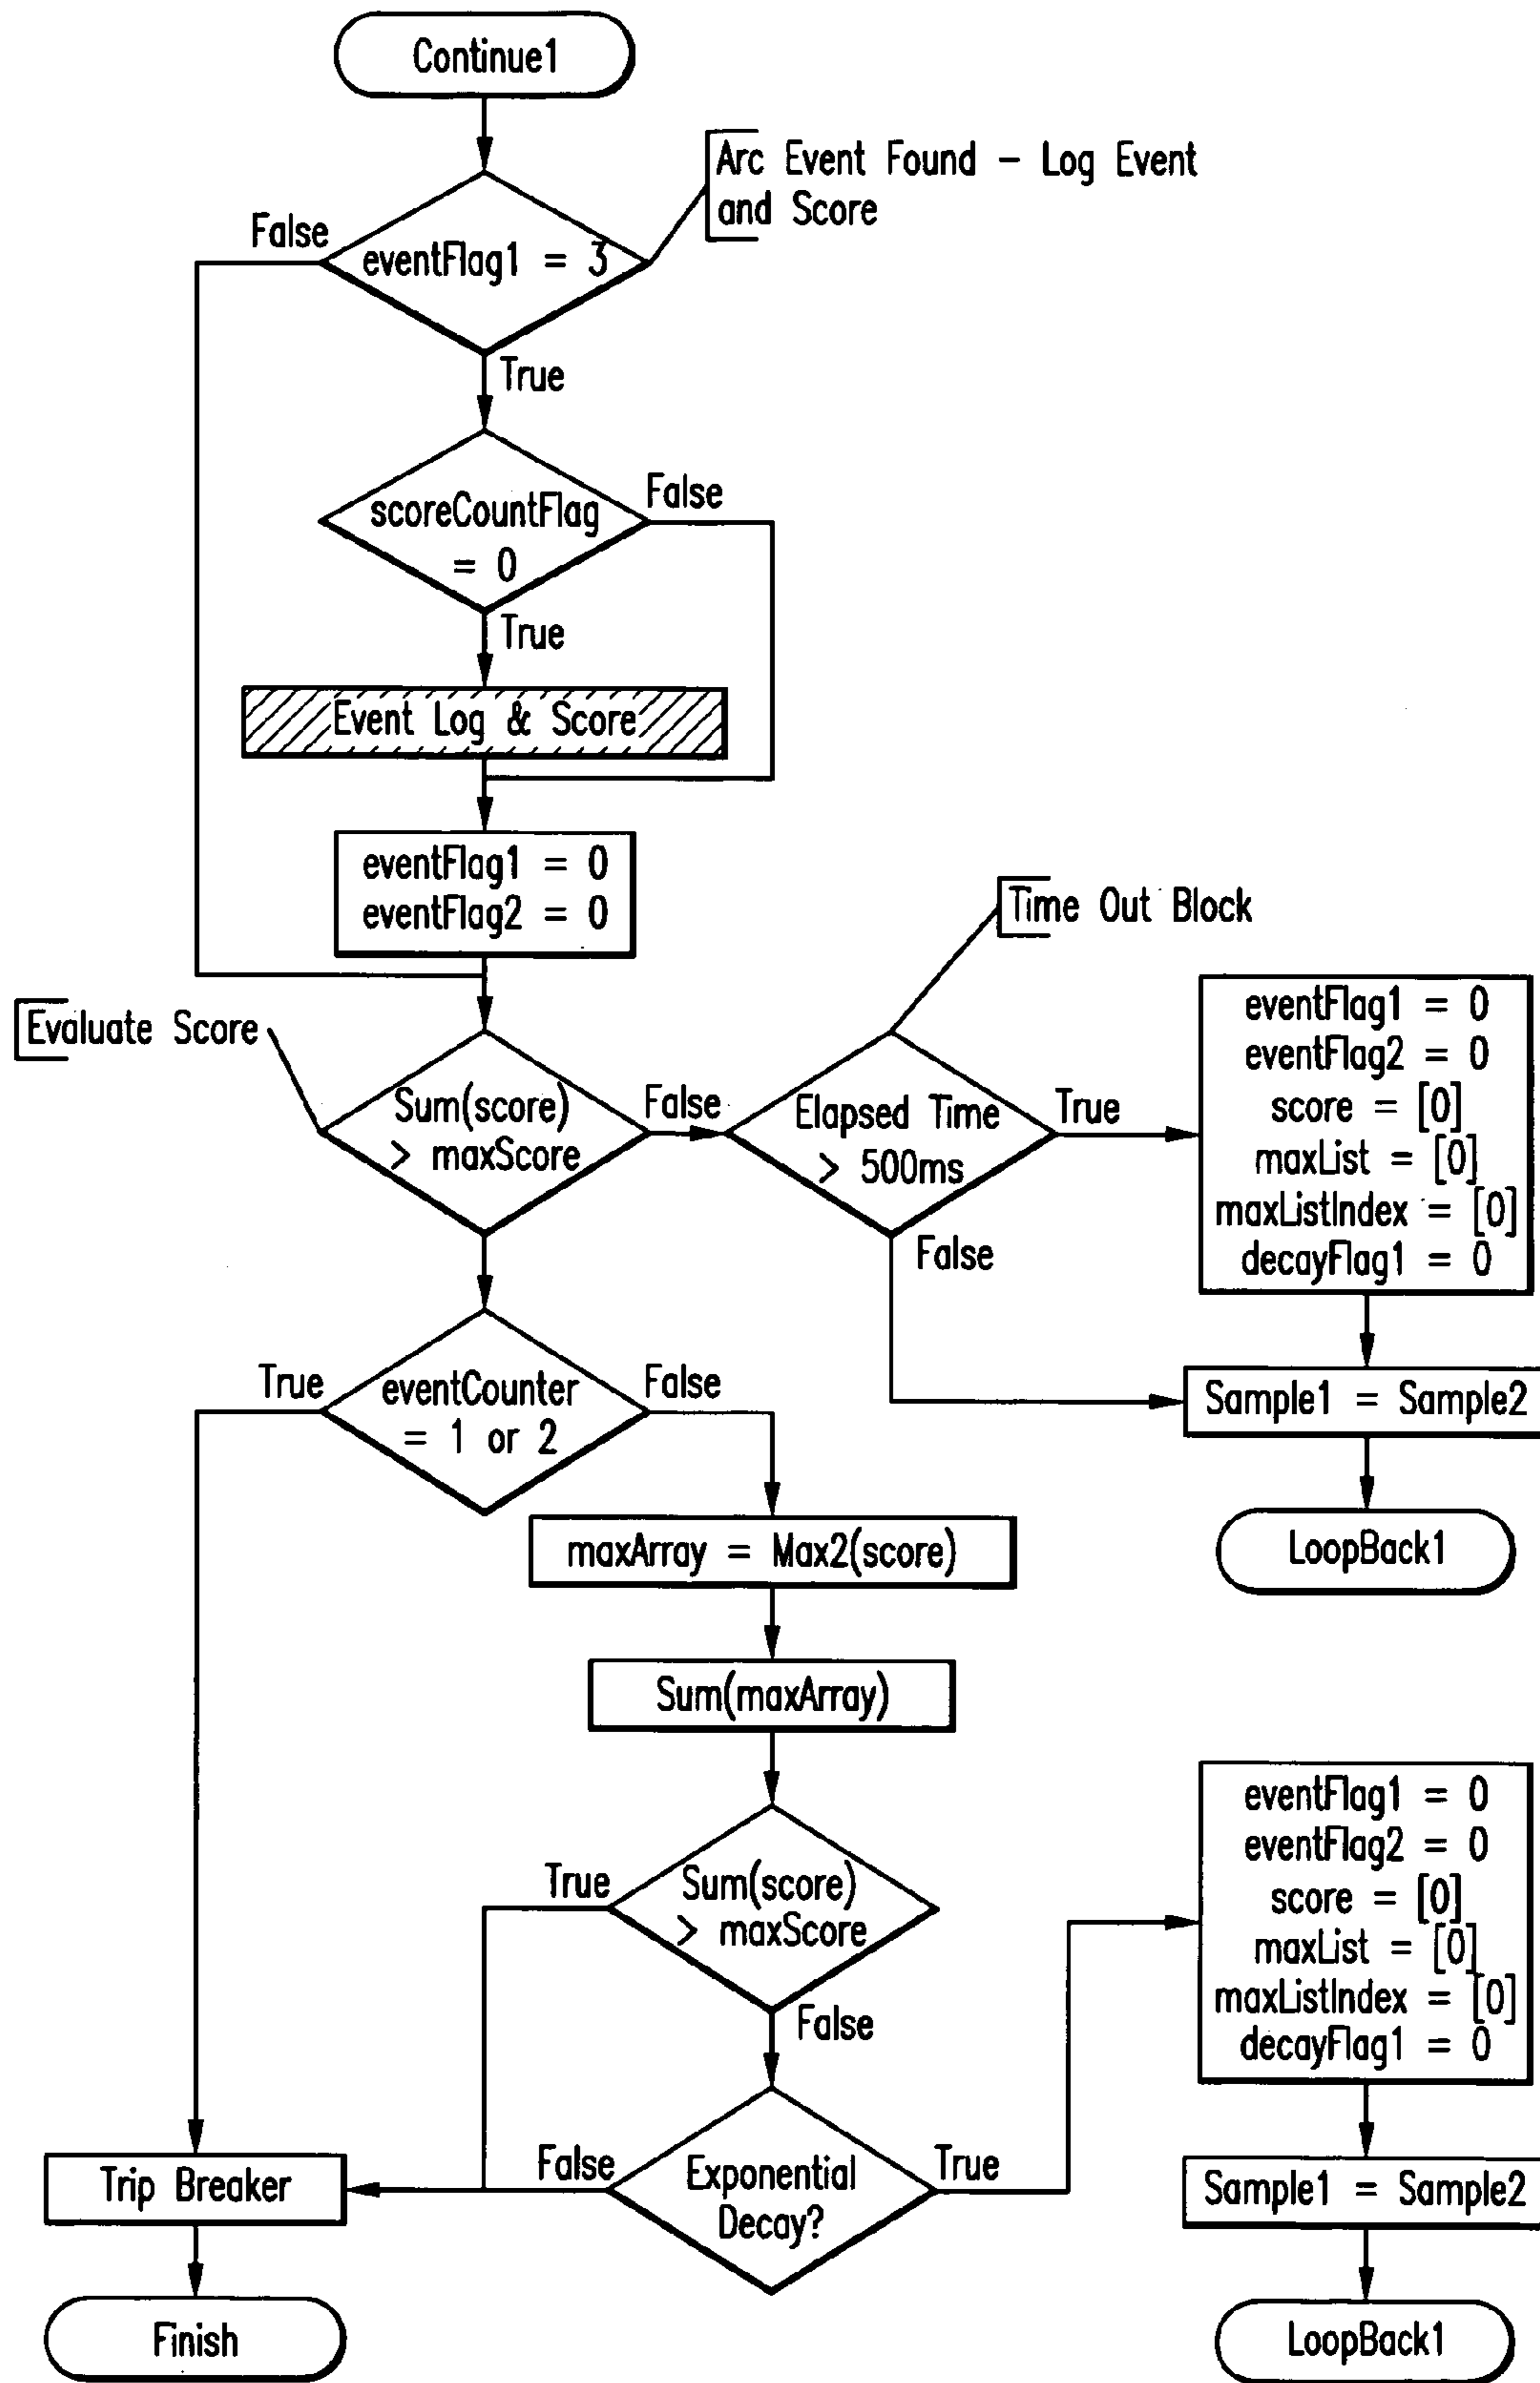 Continue1
Arc Event Found - Log Event
and Score
False
eventFlag1 = 3
True
scoreCountFlag
= 0
False
True
Event Log & Score
eventFlag1 = 0
eventFlag2 = 0
Time Out Block
Evaluate Score
Sum(score)
> maxScore
False
Elapsed Time
> 500ms
True
False
eventFlag1 = 0
eventFlag2 = 0
score = [0]
maxList = [0]
maxListIndex = [0]
decayFlag1 = 0
True
eventCounter
= 1 or 2
False
Sample1 = Sample2
LoopBack1
maxArray = Max2(score)
Sum(maxArray)
True
Sum(score)
> maxScore
False
eventFlag1 = 0
eventFlag2 = 0
score = [0]
maxList = [0]
maxListIndex = [0]
decayFlag1 = 0
Trip Breaker
False
Exponential
Decay?
True
Sample1 = Sample2
Finish
LoopBack1